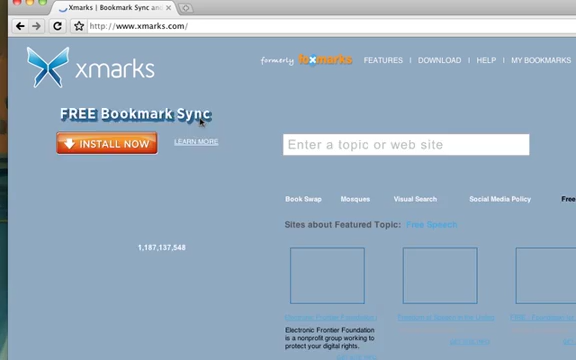 Xmarks | Bookmark Sync and
http://www.xmarks.com/
xmarks
formerly foxmarks FEATURES | DOWNLOAD | HELP | MY BOOKMARKS
FREE Bookmark Sync
INSTALL NOW LEARN MORE
Enter a topic or web site
Book Swap Mosques Visual Search Social Media Policy Free
Sites about Featured Topic: Free Speech
1,187,137,548
Electronic Frontier Foundation
Electronic Frontier Foundation
is a nonprofit group working to
protect your digital rights.